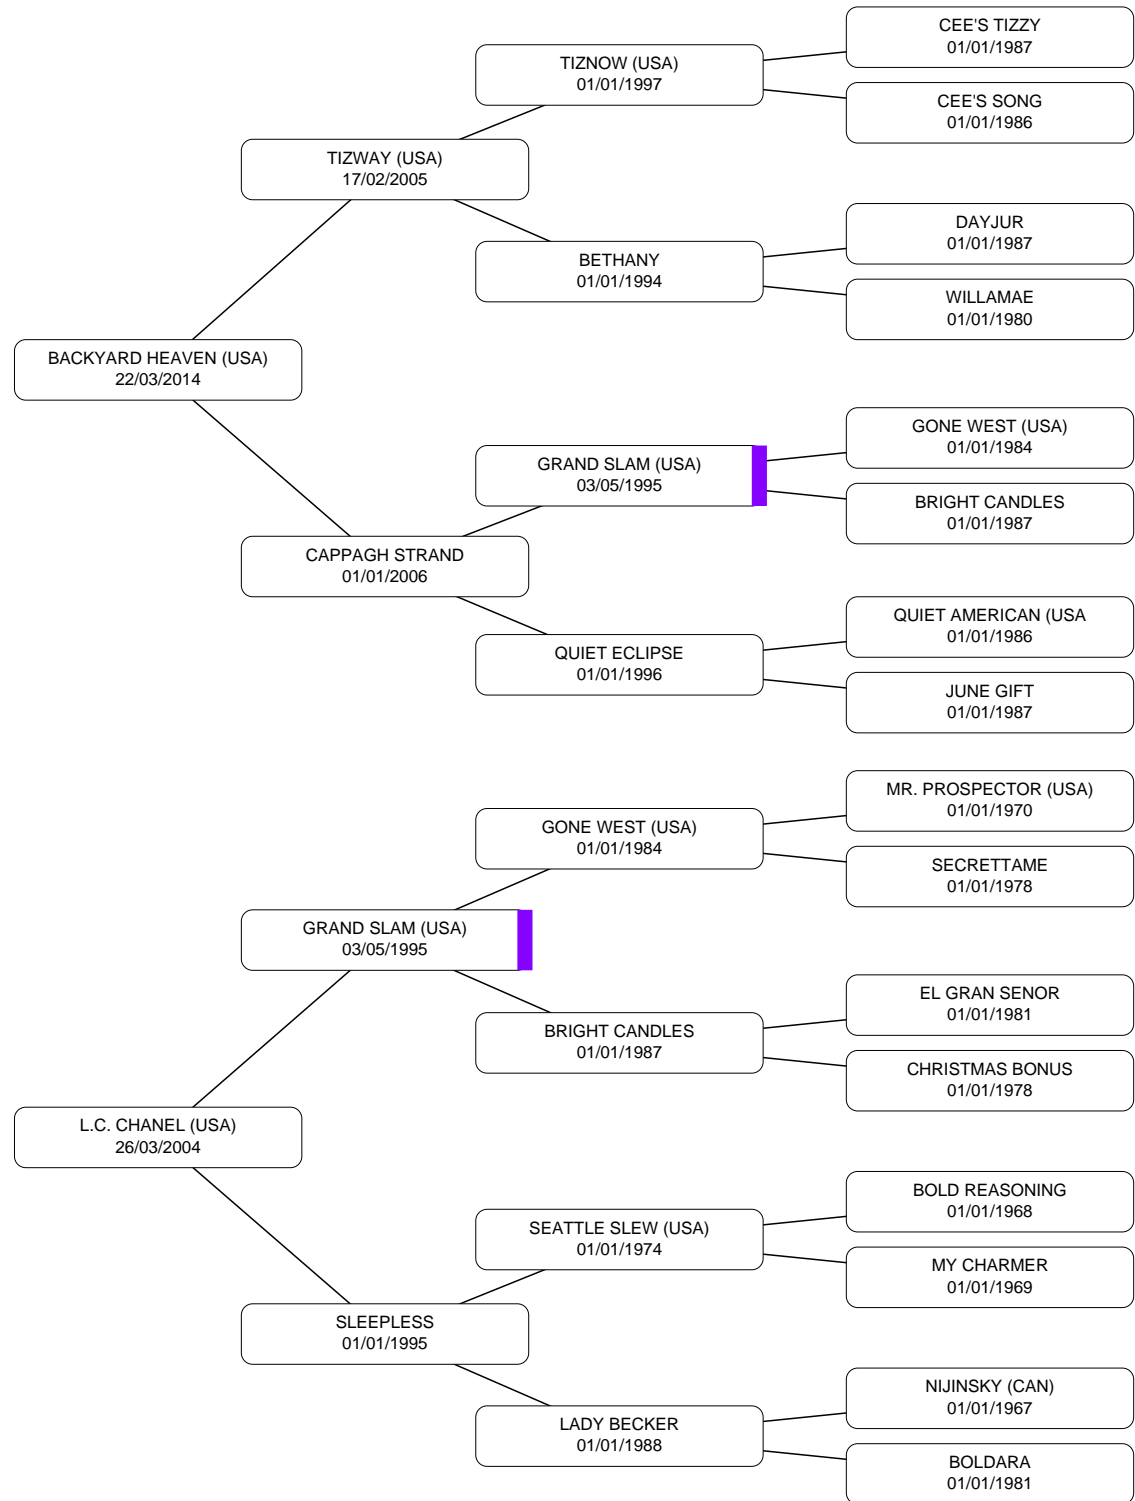 CEE'S TIZZY
01/01/1987
TIZNOW (USA)
01/01/1997
CEE'S SONG
01/01/1986
TIZWAY (USA)
17/02/2005
DAYJUR
01/01/1987
BETHANY
01/01/1994
WILLAMAE
01/01/1980
BACKYARD HEAVEN (USA)
22/03/2014
GONE WEST (USA)
01/01/1984
GRAND SLAM (USA)
03/05/1995
BRIGHT CANDLES
01/01/1987
CAPPAGH STRAND
01/01/2006
QUIET AMERICAN (USA
01/01/1986
QUIET ECLIPSE
01/01/1996
JUNE GIFT
01/01/1987
MR. PROSPECTOR (USA)
01/01/1970
GONE WEST (USA)
01/01/1984
SECRETTAME
01/01/1978
GRAND SLAM (USA)
03/05/1995
EL GRAN SENOR
01/01/1981
BRIGHT CANDLES
01/01/1987
CHRISTMAS BONUS
01/01/1978
L.C. CHANEL (USA)
26/03/2004
BOLD REASONING
01/01/1968
SEATTLE SLEW (USA)
01/01/1974
MY CHARMER
01/01/1969
SLEEPLESS
01/01/1995
NIJINSKY (CAN)
01/01/1967
LADY BECKER
01/01/1988
BOLDARA
01/01/1981